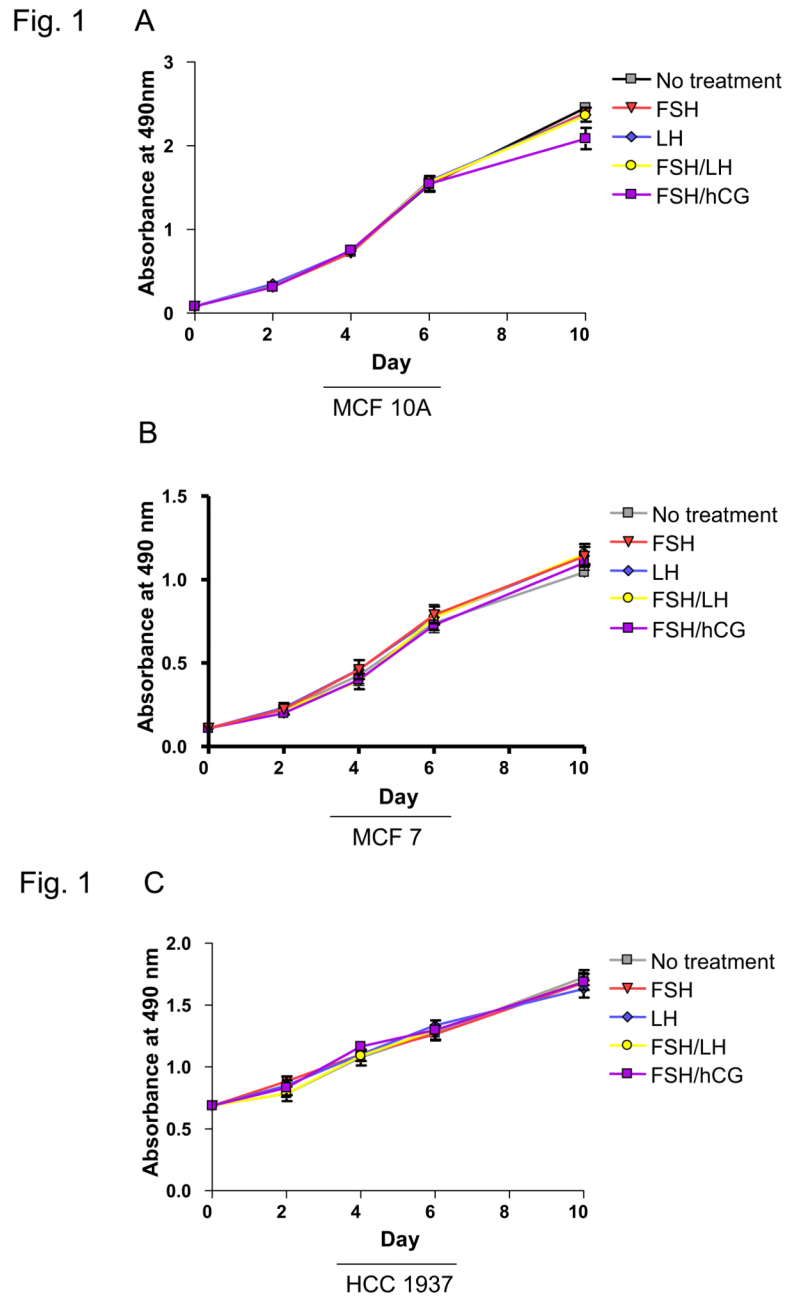 Fig. 1 A
Absorbance at 490nm
3
2
1
0
0 2 4 6 8 10
Day
No treatment
FSH
LH
FSH/LH
FSH/hCG
MCF 10A
B
Absorbance at 490 nm
1.5
1.0
0.5
0.0
0 2 4 6 8 10
Day
No treatment
FSH
LH
FSH/LH
FSH/hCG
MCF 7
Fig. 1 C
Absorbance at 490 nm
2.0
1.5
1.0
0.5
0.0
0 2 4 6 8 10
Day
No treatment
FSH
LH
FSH/LH
FSH/hCG
HCC 1937